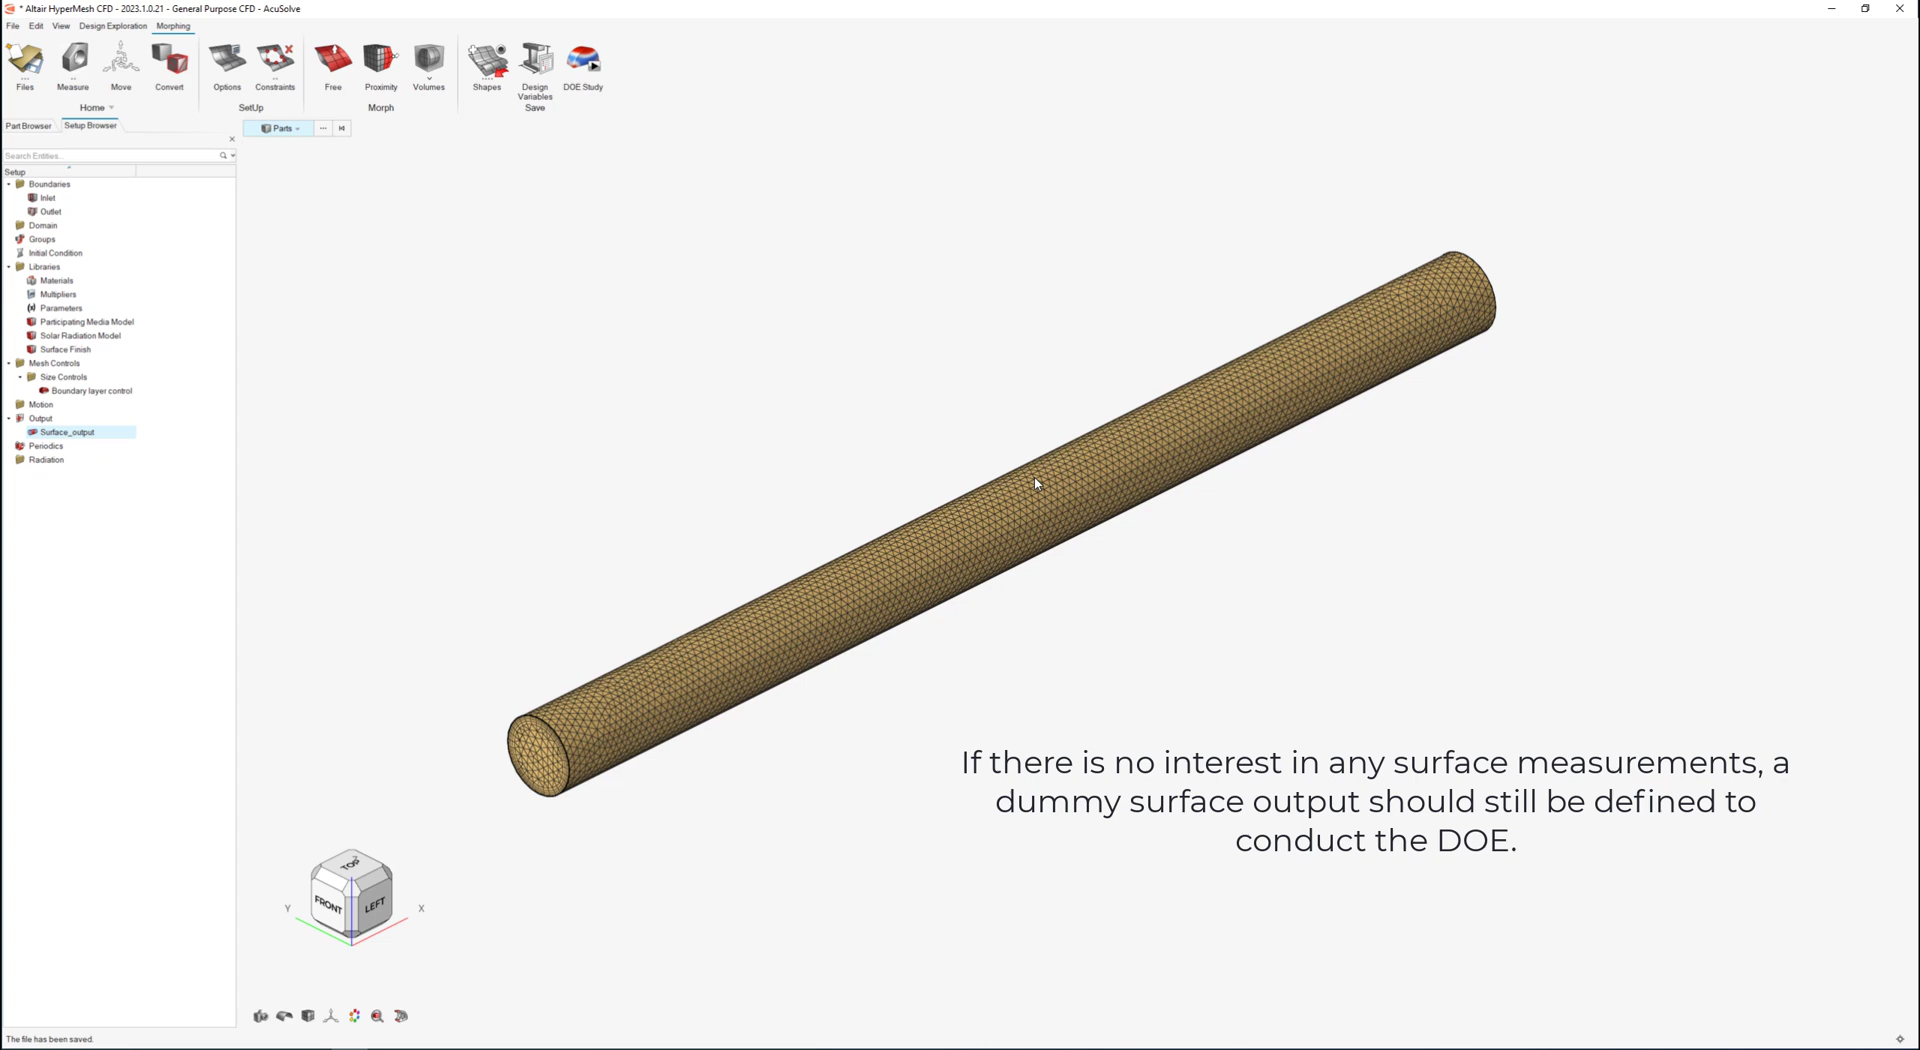 * Altair HyperMesh CFD - 2023.1.0.21 - General Purpose CFD - AcuSolve
File Edit View Design Exploration Morphing
Files Measure Move Convert Options Constraints Free Proximity Volumes Shapes Design Variables DOE Study
Home SetUp Morph Save
Part Browser Setup Browser
Parts
Search Entities...
Setup
Boundaries
Inlet
Outlet
Domain
Groups
Initial Condition
Libraries
Materials
Multipliers
Parameters
Participating Media Model
Solar Radiation Model
Surface Finish
Mesh Controls
Size Controls
Boundary layer control
Motion
Output
Surface_output
Periodics
Radiation
If there is no interest in any surface measurements, a
dummy surface output should still be defined to
conduct the DOE.
TOP
FRONT LEFT
Y X
The file has been saved.